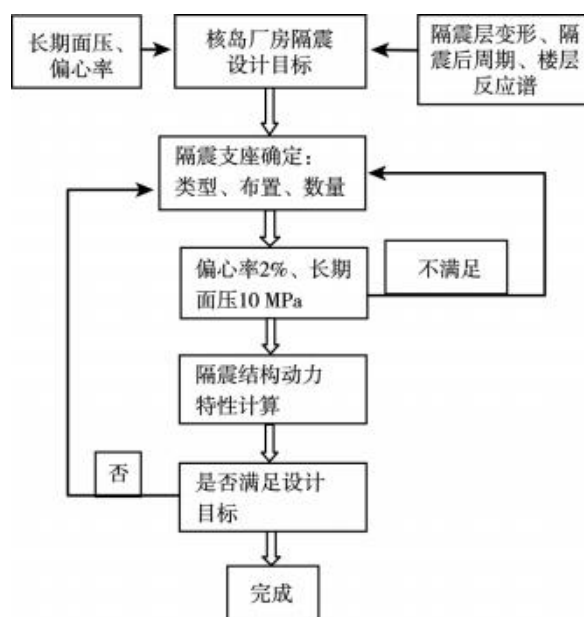 长期面压、
偏心率
核岛厂房隔震
设计目标
隔震层变形、隔
震后周期、楼层
反应谱
隔震支座确定：
类型、布置、数量
偏心率2%、长期
面压10 MPa
不满足
隔震结构动力
特性计算
否
是否满足设计
目标
完成